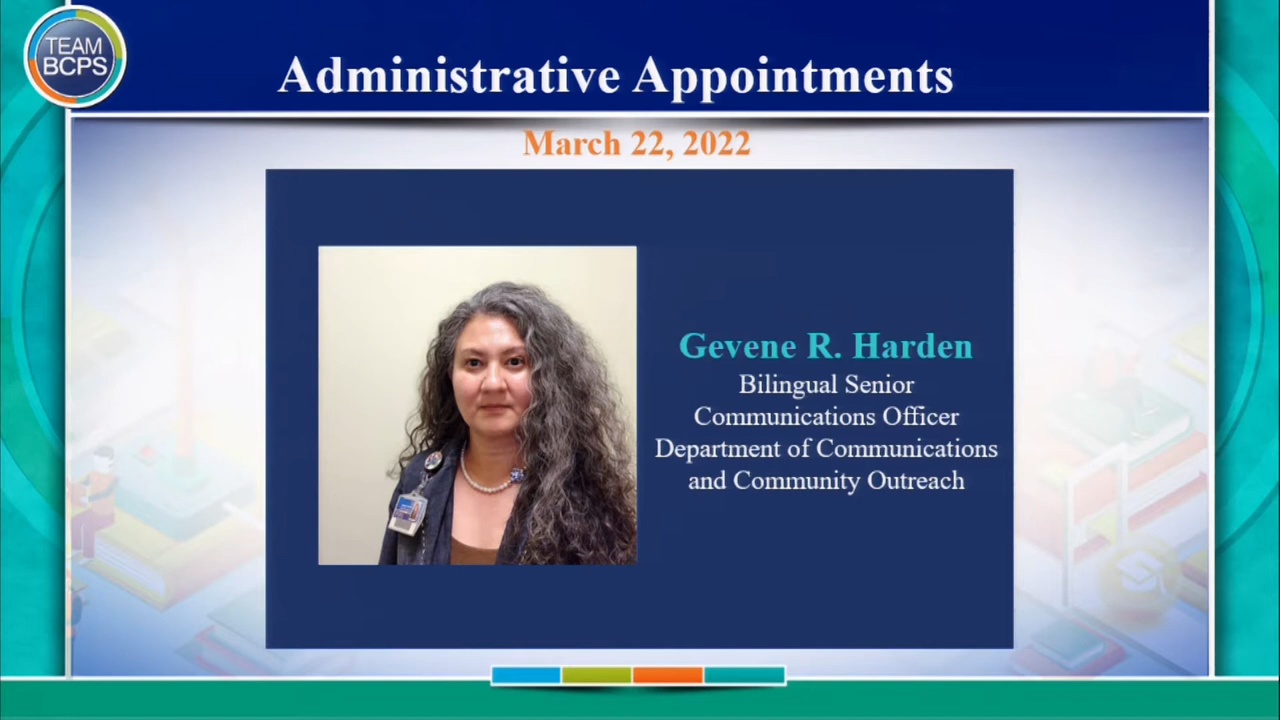 TEAM
BCPS
Administrative Appointments
March 22, 2022
Gevene R. Harden
Bilingual Senior
Communications Officer
Department of Communications
and Community Outreach